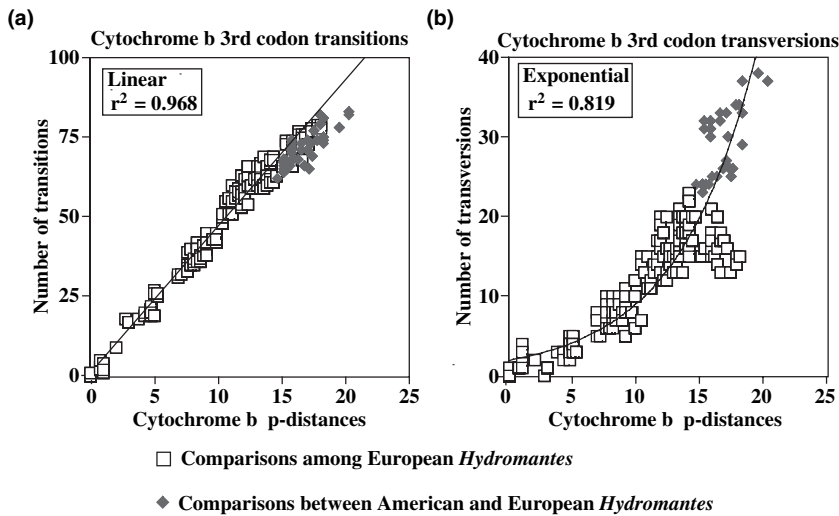 (a)
Cytochrome b 3rd codon transitions
Linear
r² = 0.968
Number of transitions
100
75
50
25
0
0 5 10 15 20 25
Cytochrome b p-distances
(b)
Cytochrome b 3rd codon transversions
Exponential
r² = 0.819
Number of transversions
40
30
20
10
0
0 5 10 15 20 25
Cytochrome b p-distances
Comparisons among European Hydromantes
Comparisons between American and European Hydromantes